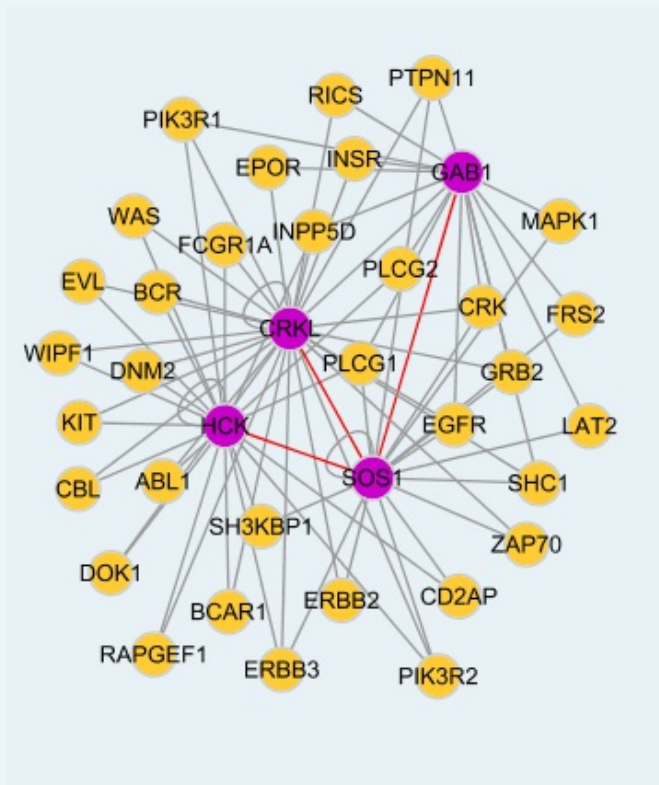 PTPN11
RICS
PIK3R1
INSR
EPOR
GAB1
WAS
MAPK1
INPP5D
FCGR1A
PLCG2
EVL
BCR
CRK
FRS2
CRKL
WIPF1
PLCG1
DNM2
GRB2
KIT
HCK
EGFR
LAT2
SOS1
ABL1
SHC1
CBL
SH3KBP1
ZAP70
DOK1
CD2AP
ERBB2
BCAR1
RAPGEF1
ERBB3
PIK3R2